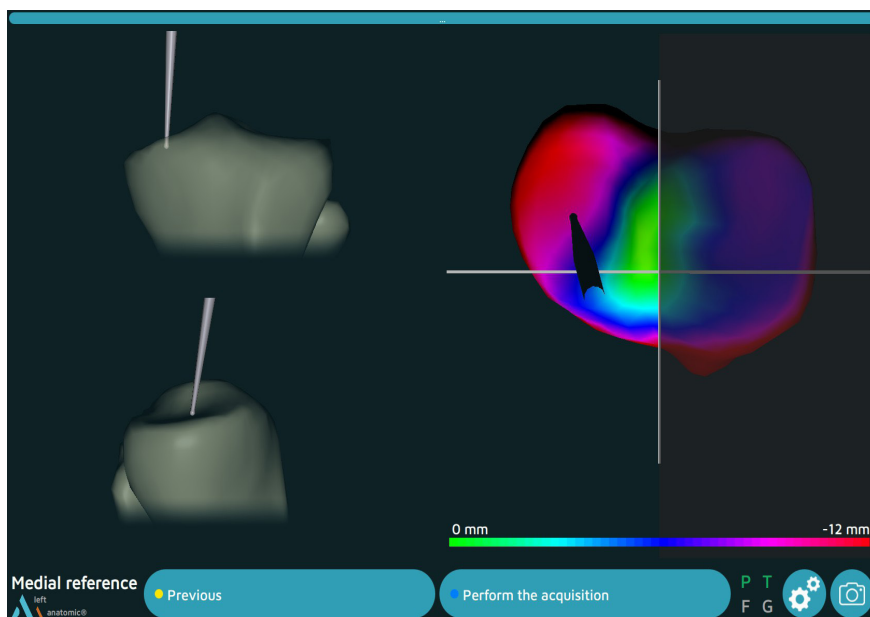 ...
0 mm -12 mm
Medial reference
left
anatomic®
Previous
Perform the acquisition
P T
F G